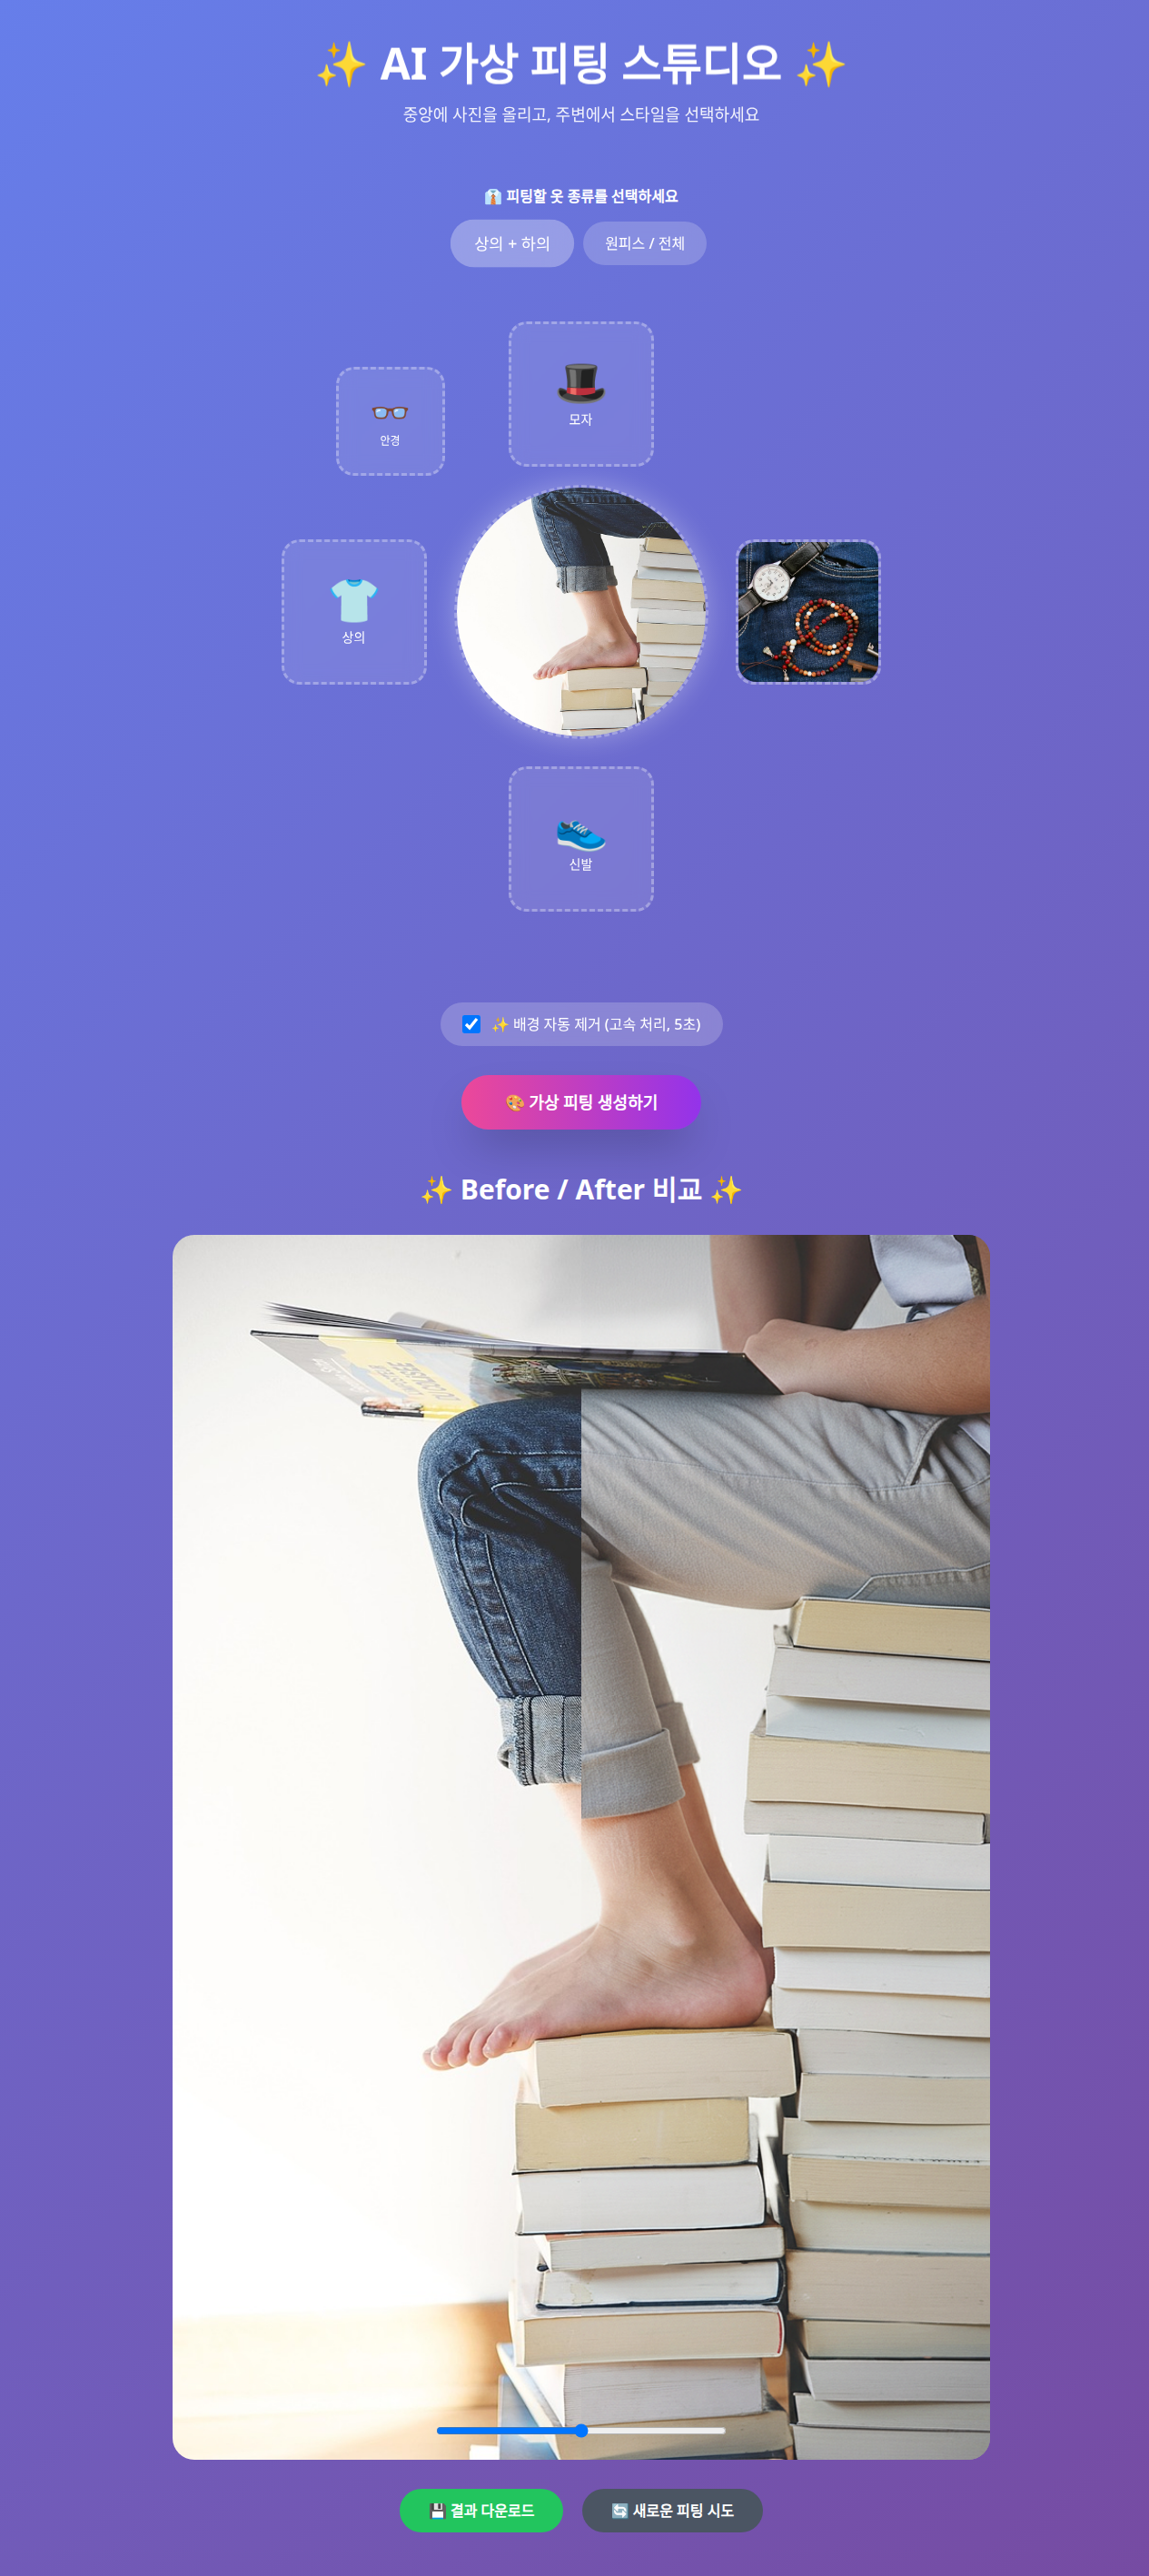 ✨ AI 가상 피팅 스튜디오 ✨
중앙에 사진을 올리고, 주변에서 스타일을 선택하세요
👔 피팅할 옷 종류를 선택하세요
상의 + 하의
원피스 / 전체
모자
안경
상의
신발
✨ 배경 자동 제거 (고속 처리, 5초)
🎨 가상 피팅 생성하기
✨ Before / After 비교 ✨
💾 결과 다운로드
🔄 새로운 피팅 시도